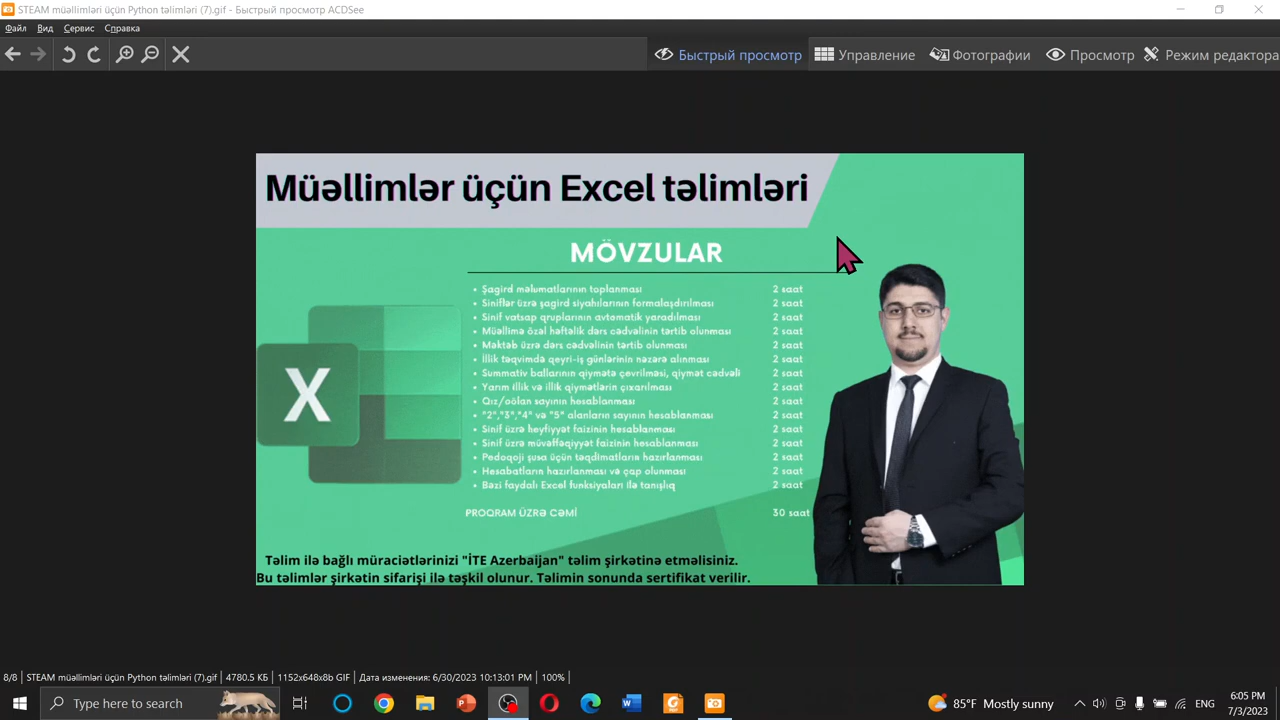 STEAM müəllimləri üçün Python təlimləri (7).gif - Быстрый просмотр ACDSee
Файл Вид Сервис Справка
Быстрый просмотр Управление Фотографии Просмотр Режим редактора
Müəllimlər üçün Excel təlimləri
MÖVZULAR
• Şagird məlumatlarının toplanması 2 saat
• Siniflər üzrə şagird siyahılarının formalaşdırılması 2 saat
• Sinif vatsap qruplarının avtomatik yaradılması 2 saat
• Müəllimə özəl həftəlik dərs cədvəlinin tərtib olunması 2 saat
• Məktəb üzrə dərs cədvəlinin tərtib olunması 2 saat
• İllik təqvimdə qeyri-iş günlərinin nəzərə alınması 2 saat
• Summativ ballarının qiymətə çevrilməsi, qiymət cədvəli 2 saat
• Yarım illik və illik qiymətlərin çıxarılması 2 saat
• Qız/oğlan sayının hesablanması 2 saat
• "2","3","4" və "5" alanların sayının hesablanması 2 saat
• Sinif üzrə keyfiyyət faizinin hesablanması 2 saat
• Sinif üzrə müvəffəqiyyət faizinin hesablanması 2 saat
• Pedoqoji şusa üçün təqdimatların hazırlanması 2 saat
• Hesabatların hazırlanması və çap olunması 2 saat
• Bəzi faydalı Excel funksiyaları ilə tanışlıq 2 saat
PROQRAM ÜZRƏ CƏMİ 30 saat
X
Təlim ilə bağlı müraciətlərinizi "İTE Azerbaijan" təlim şirkətinə etməlisiniz.
Bu təlimlər şirkətin sifarişi ilə təşkil olunur. Təlimin sonunda sertifikat verilir.
8/8 STEAM müəllimləri üçün Python təlimləri (7).gif 4780.5 КБ 1152x648x8b GIF Дата изменения: 6/30/2023 10:13:01 PM 100%
Type here to search 85°F Mostly sunny ENG 6:05 PM
7/3/2023